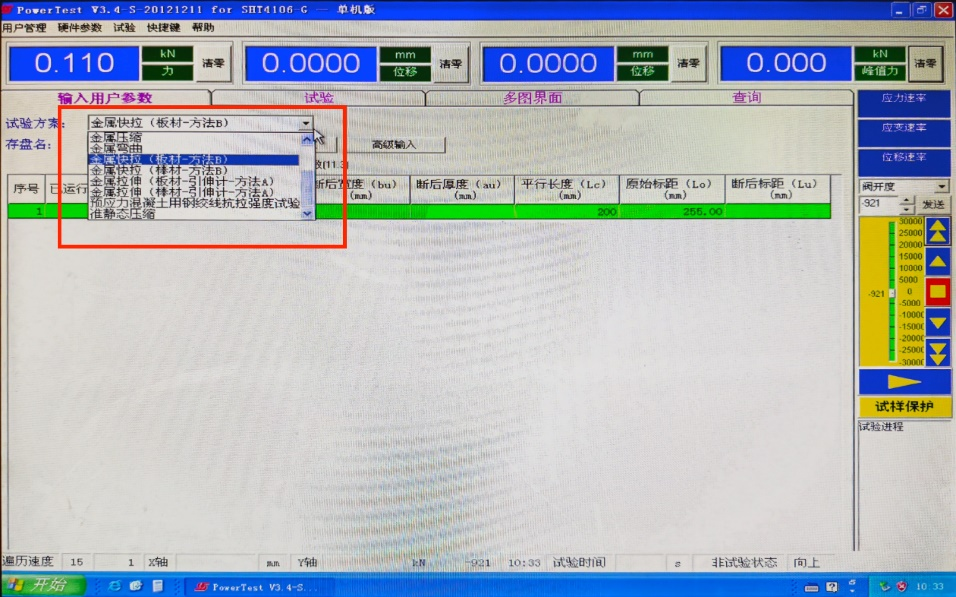 PowerTest V3.4-S-20121211 for SHT4106-G — 单机版
用户管理 硬件参数 试验 快捷键 帮助
0.110 kN 力 清零
0.0000 mm 位移 清零
0.0000 mm 位移 清零
0.000 kN 峰值力 清零
输入用户参数 试验 多图界面 查询
试验方案: 金属快拉(板材-方法B)
存盘名:
高级输入
金属压缩
金属弯曲
金属快拉(板材-方法B)
金属快拉(棒材-方法B)
金属拉伸(板材-引伸计-方法A)
金属拉伸(棒材-引伸计-方法A)
预应力混凝土用钢绞线抗拉强度试验
准静态压缩
数(11.3)
序号 已运行 断后宽度(bu)(mm) 断后厚度(au)(mm) 平行长度(Lc)(mm) 原始标距(Lo)(mm) 断后标距(Lu)(mm)
1 200 255.00
应力速率
应变速率
位移速率
阀开度
-921 发送
30000
25000
20000
15000
10000
5000
-921 0
-5000
-10000
-15000
-20000
-25000
-30000
试样保护
试验进程
遍历速度 15 1 X轴 mm Y轴 kN -921 10:33 试验时间 s 非试验状态 向上
开始 PowerTest V3.4-S... 10:33